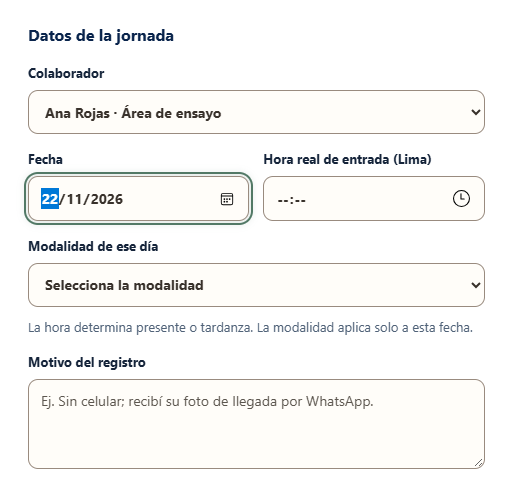 Datos de la jornada
Colaborador
Ana Rojas · Área de ensayo
Fecha
Hora real de entrada (Lima)
22/11/2026
--:--
Modalidad de ese día
Selecciona la modalidad
La hora determina presente o tardanza. La modalidad aplica solo a esta fecha.
Motivo del registro
Ej. Sin celular; recibí su foto de llegada por WhatsApp.